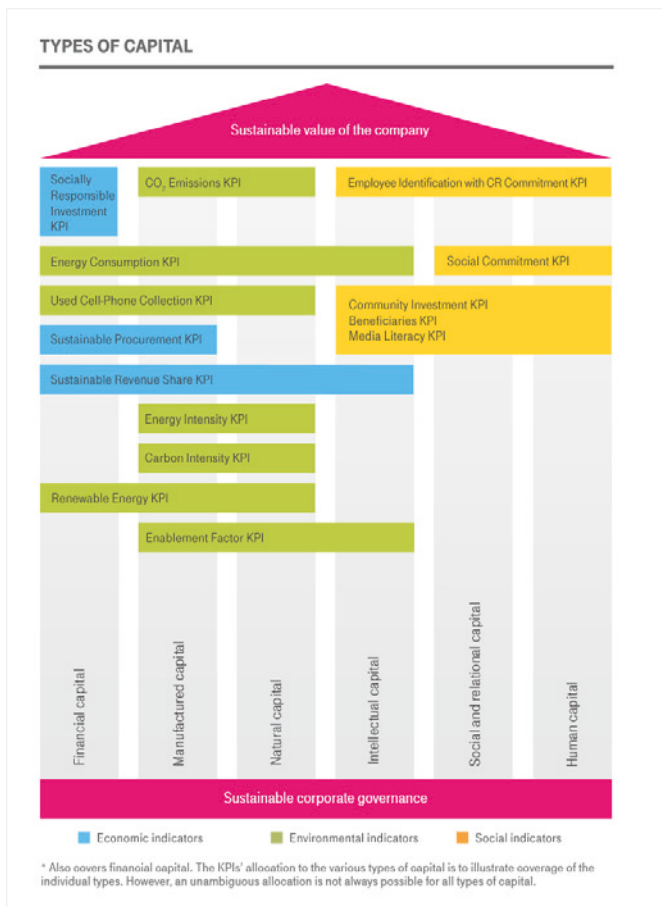 TYPES OF CAPITAL
Sustainable value of the company
Socially
Responsible
Investment
KPI
CO₂ Emissions KPI
Employee Identification with CR Commitment KPI
Energy Consumption KPI
Social Commitment KPI
Used Cell-Phone Collection KPI
Community Investment KPI
Beneficiaries KPI
Media Literacy KPI
Sustainable Procurement KPI
Sustainable Revenue Share KPI
Energy Intensity KPI
Carbon Intensity KPI
Renewable Energy KPI
Enablement Factor KPI
Financial capital
Manufactured capital
Natural capital
Intellectual capital
Social and relational capital
Human capital
Sustainable corporate governance
Economic indicators
Environmental indicators
Social indicators
* Also covers financial capital. The KPIs' allocation to the various types of capital is to illustrate coverage of the
individual types. However, an unambiguous allocation is not always possible for all types of capital.